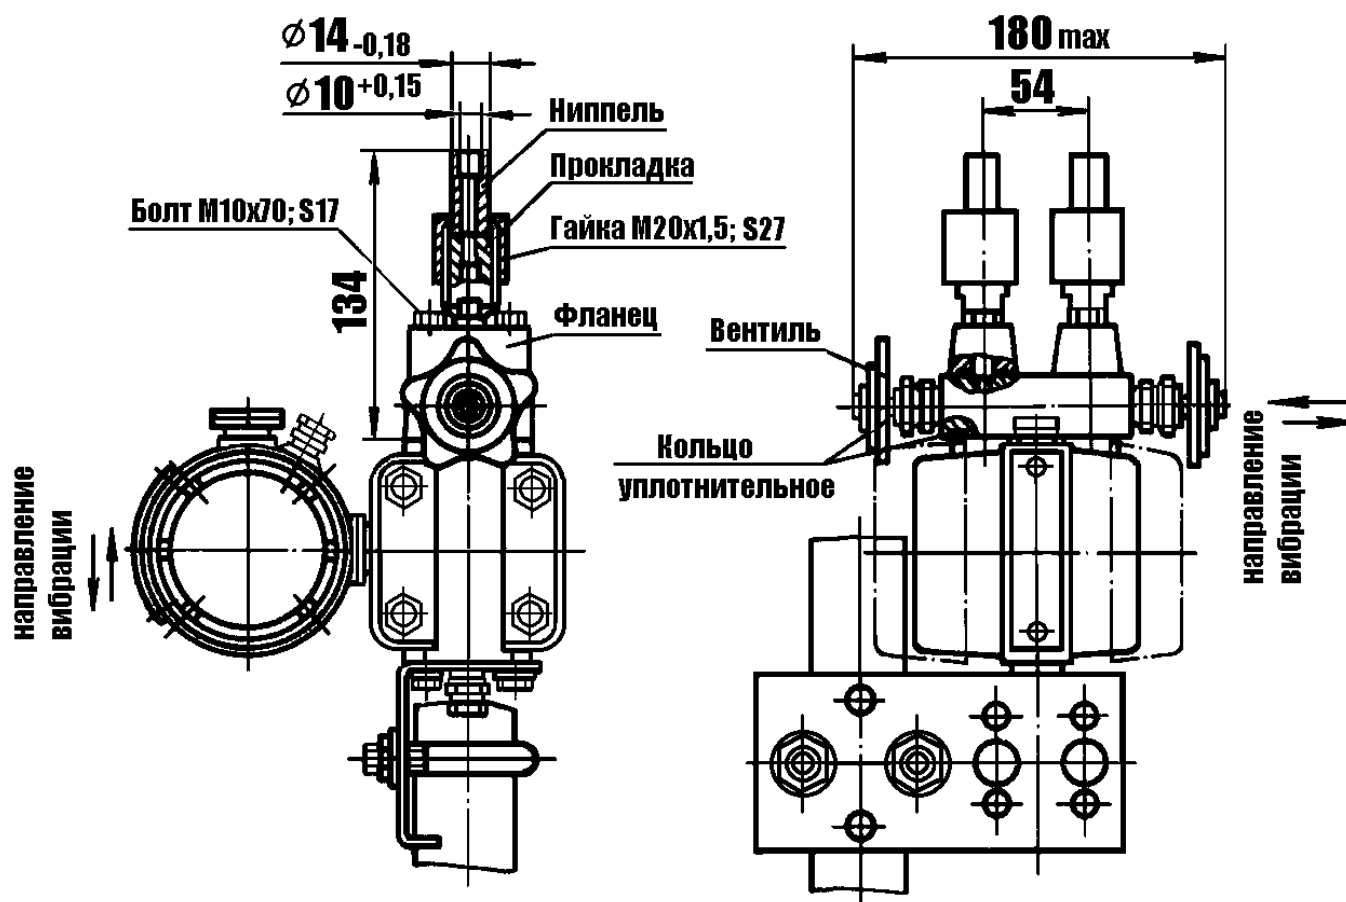 ⌀14 -0,18
⌀10 +0,15
Ниппель
Прокладка
Болт М10х70; S17
Гайка М20х1,5; S27
134
Фланец
направление
вибрации
180 max
54
Вентиль
Кольцо
уплотнительное
направление
вибрации